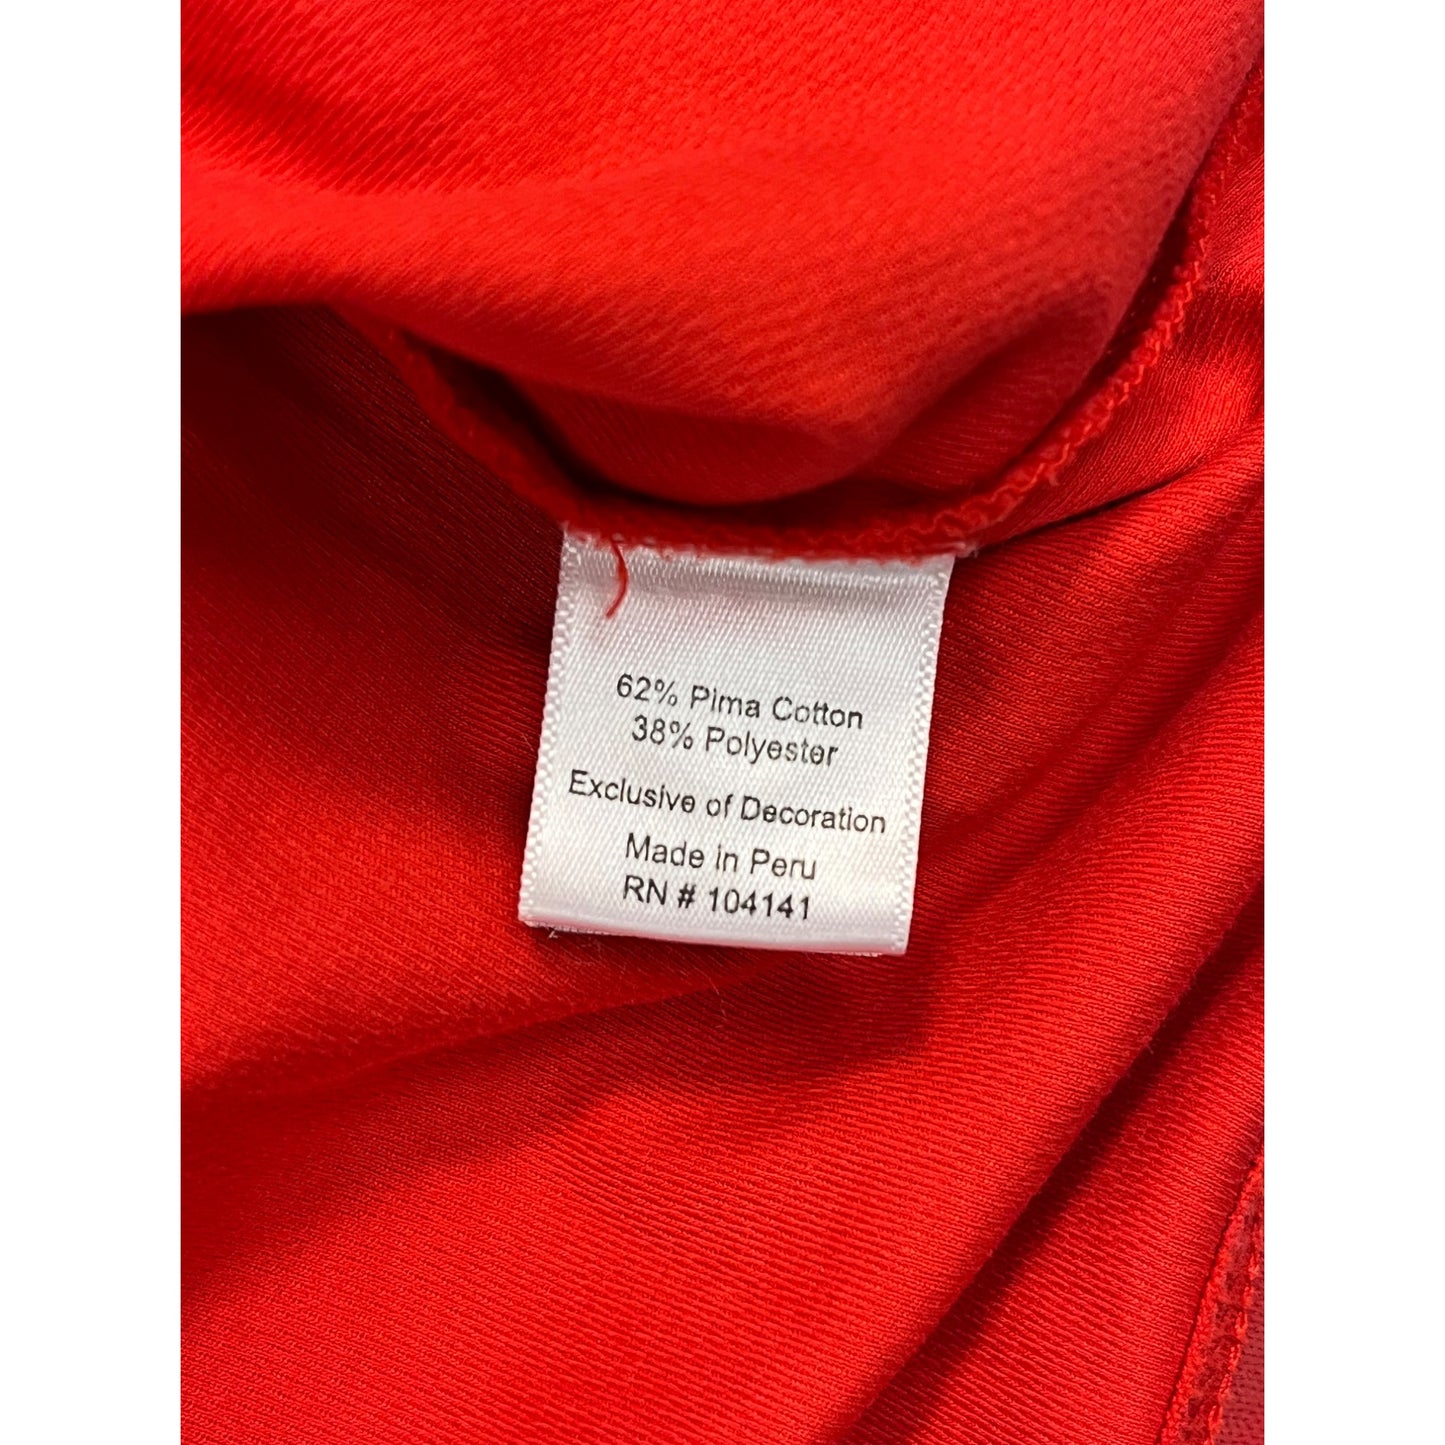 62% Pima Cotton
38% Polyester
Exclusive of Decoration
Made in Peru
RN # 104141